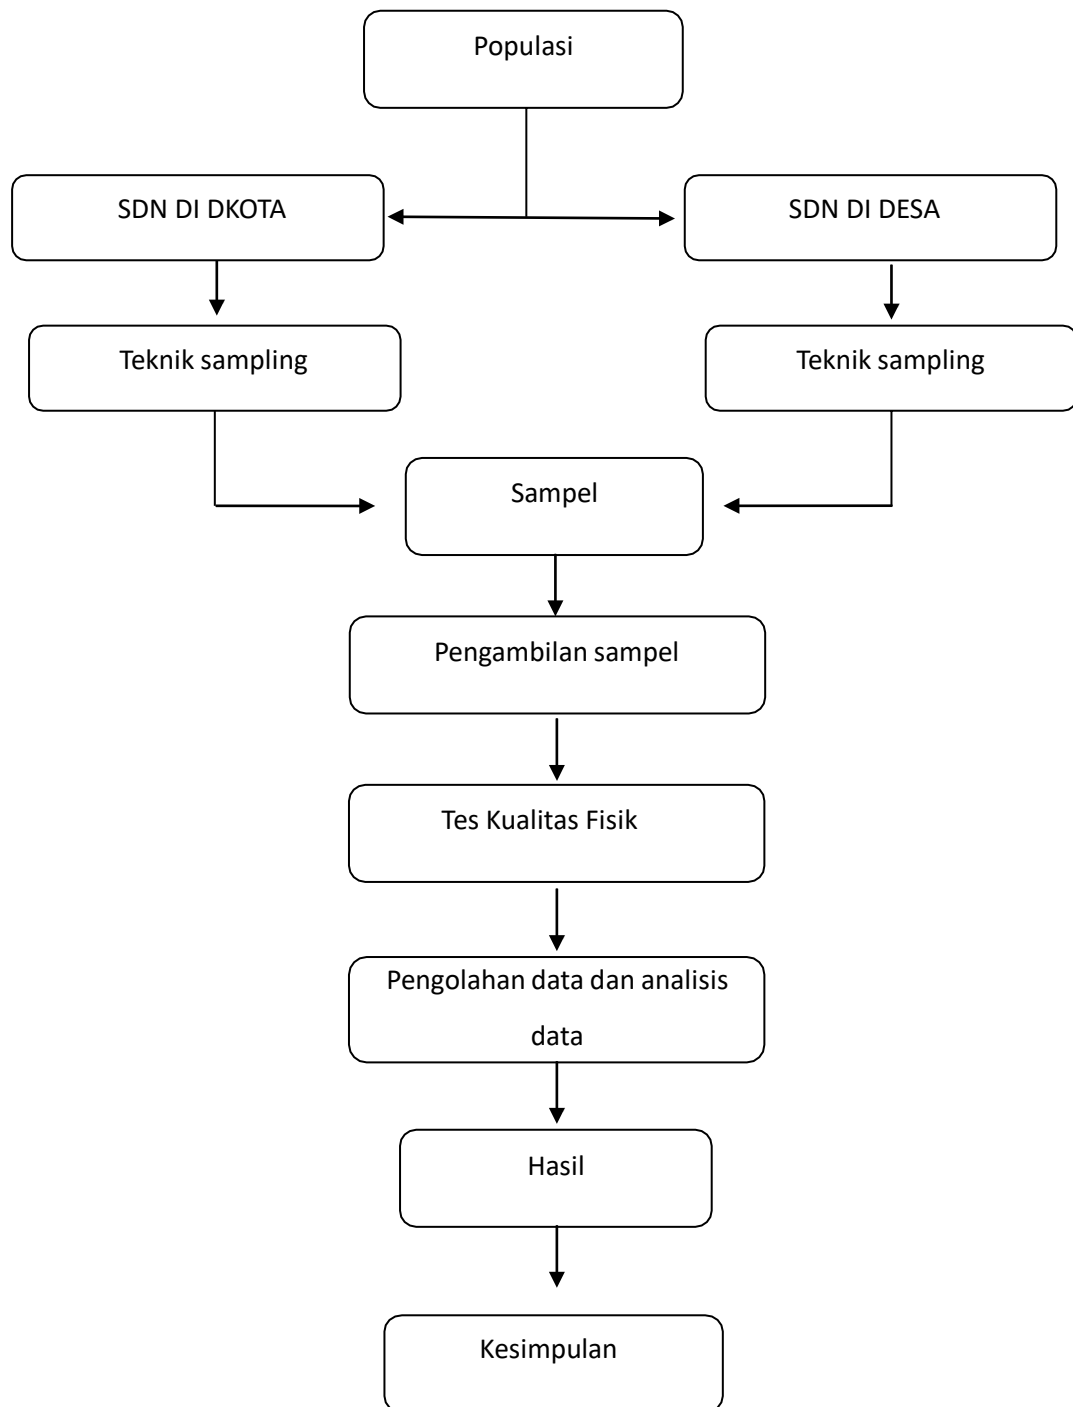 Populasi
SDN DI DKOTA
SDN DI DESA
Teknik sampling
Teknik sampling
Sampel
Pengambilan sampel
Tes Kualitas Fisik
Pengolahan data dan analisis
data
Hasil
Kesimpulan